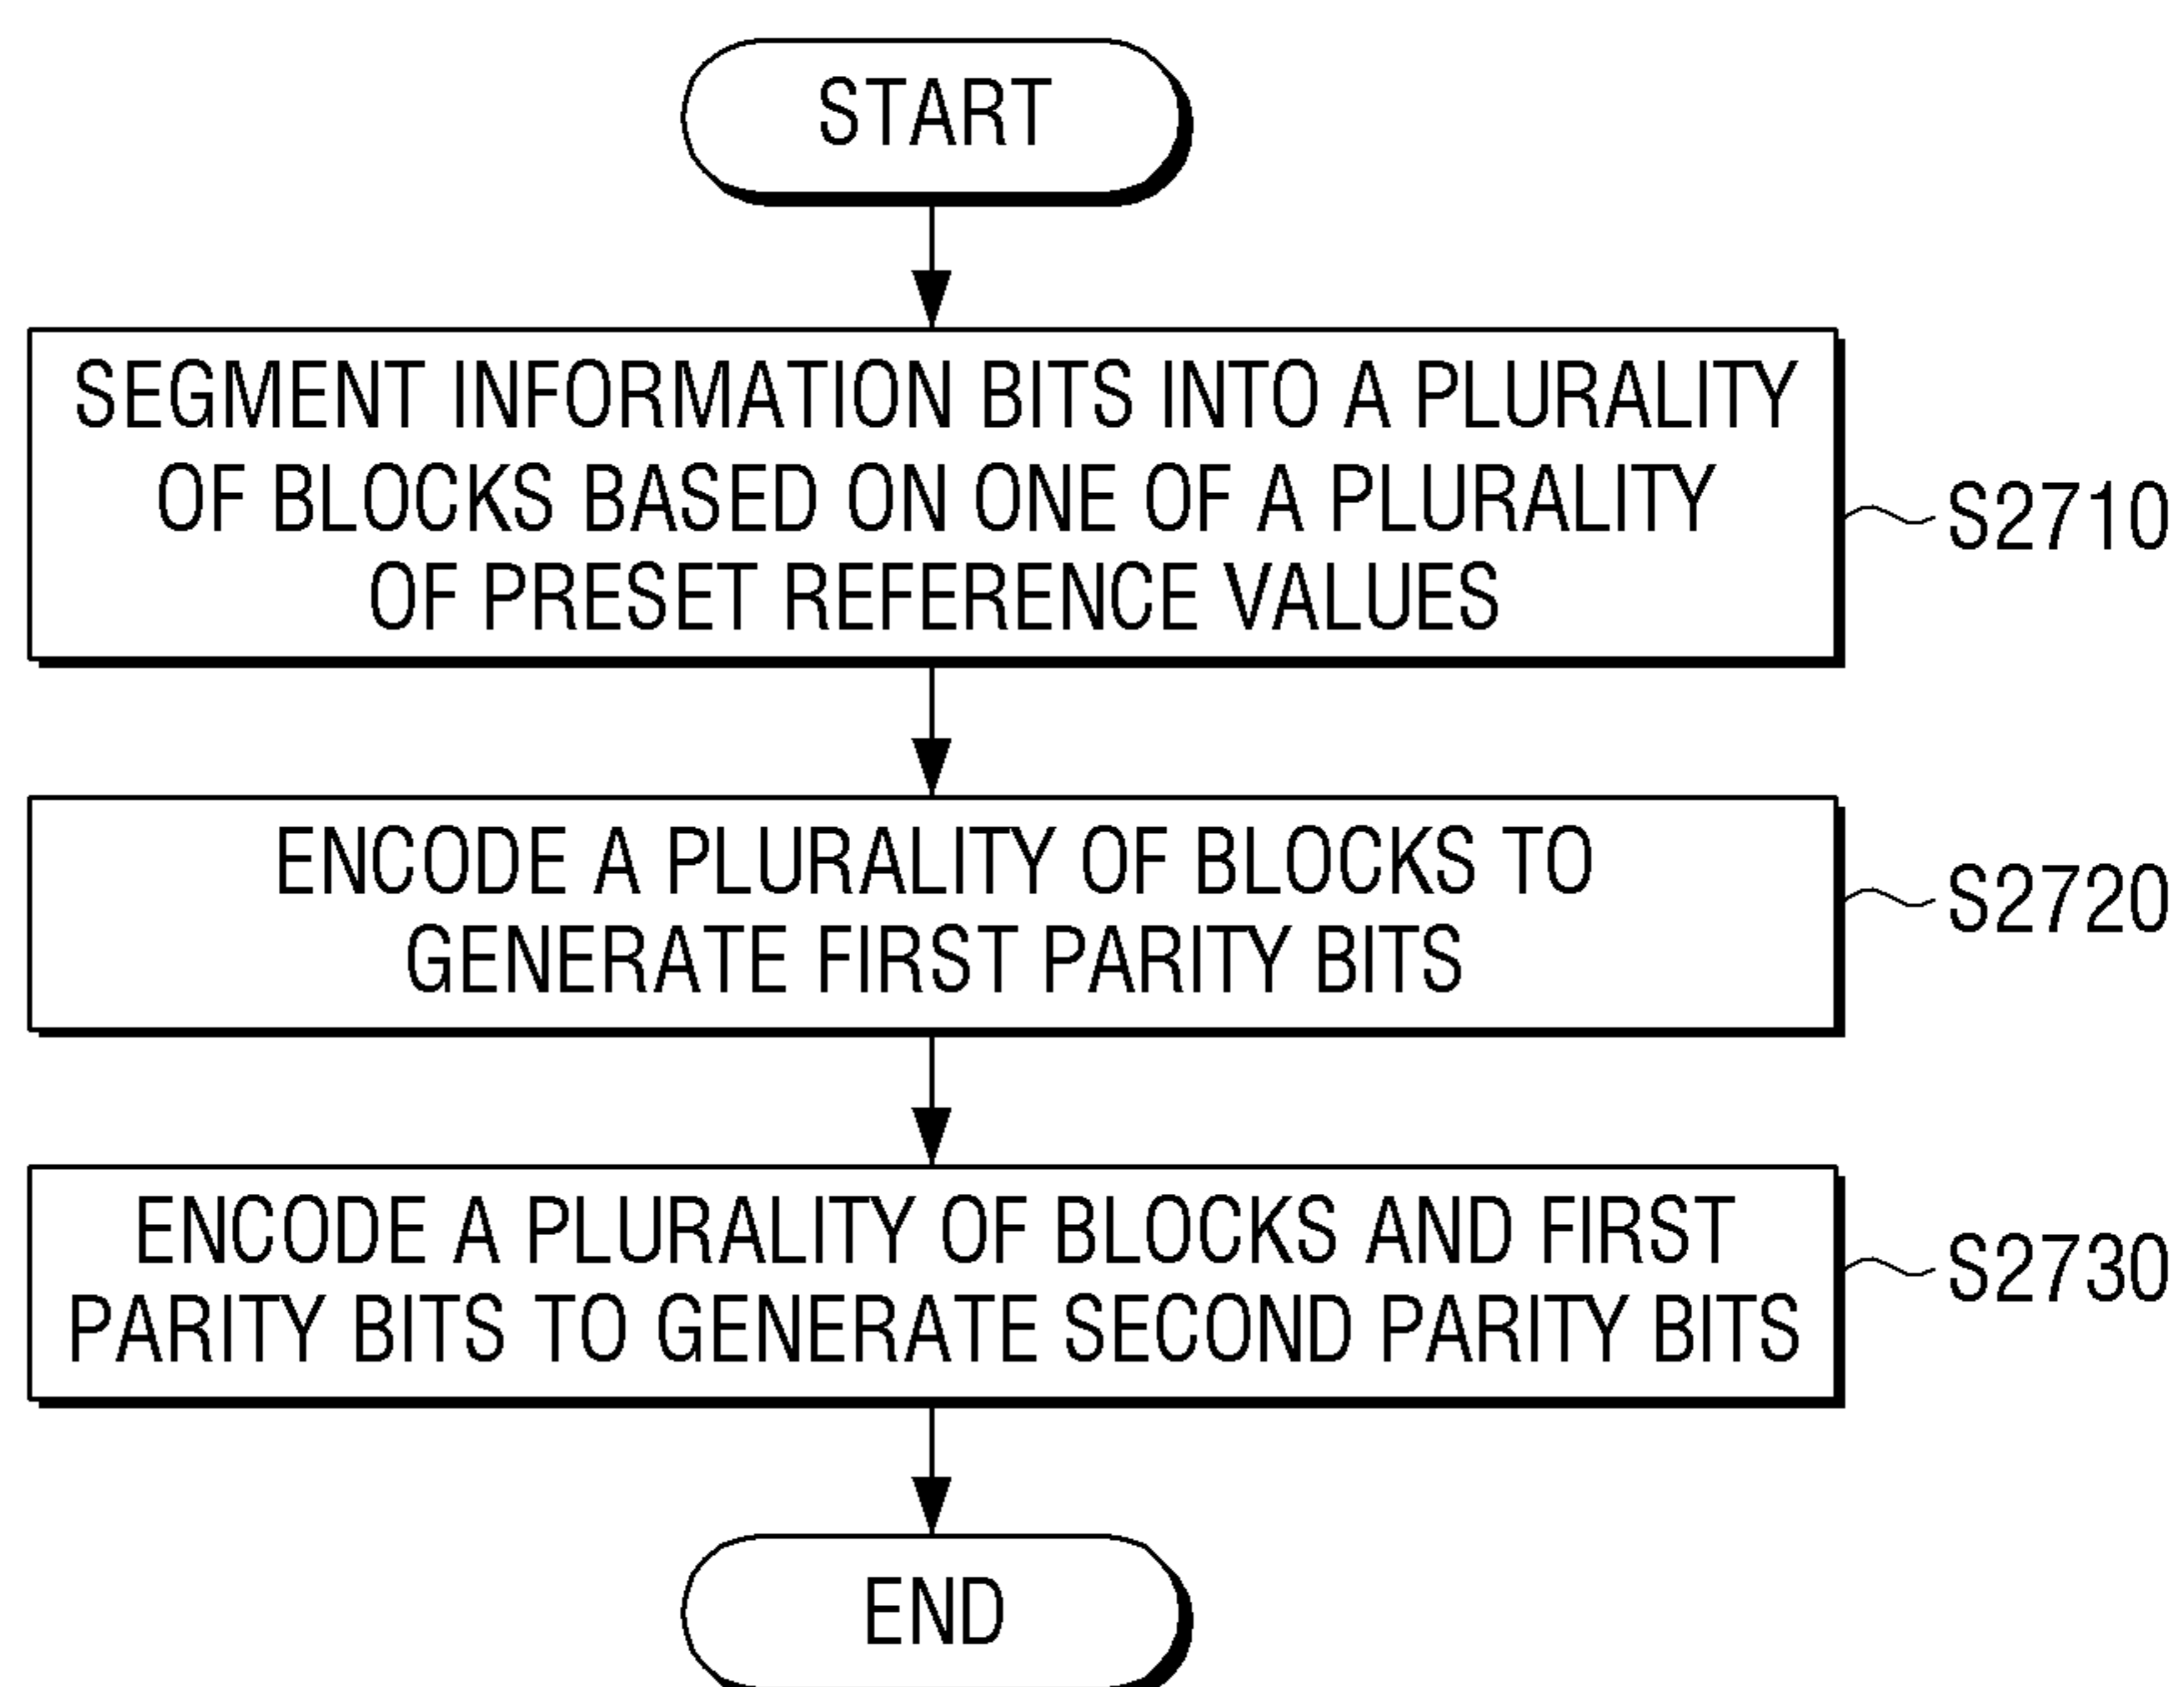 START
SEGMENT INFORMATION BITS INTO A PLURALITY
OF BLOCKS BASED ON ONE OF A PLURALITY
OF PRESET REFERENCE VALUES
S2710
ENCODE A PLURALITY OF BLOCKS TO
GENERATE FIRST PARITY BITS
S2720
ENCODE A PLURALITY OF BLOCKS AND FIRST
PARITY BITS TO GENERATE SECOND PARITY BITS
S2730
END